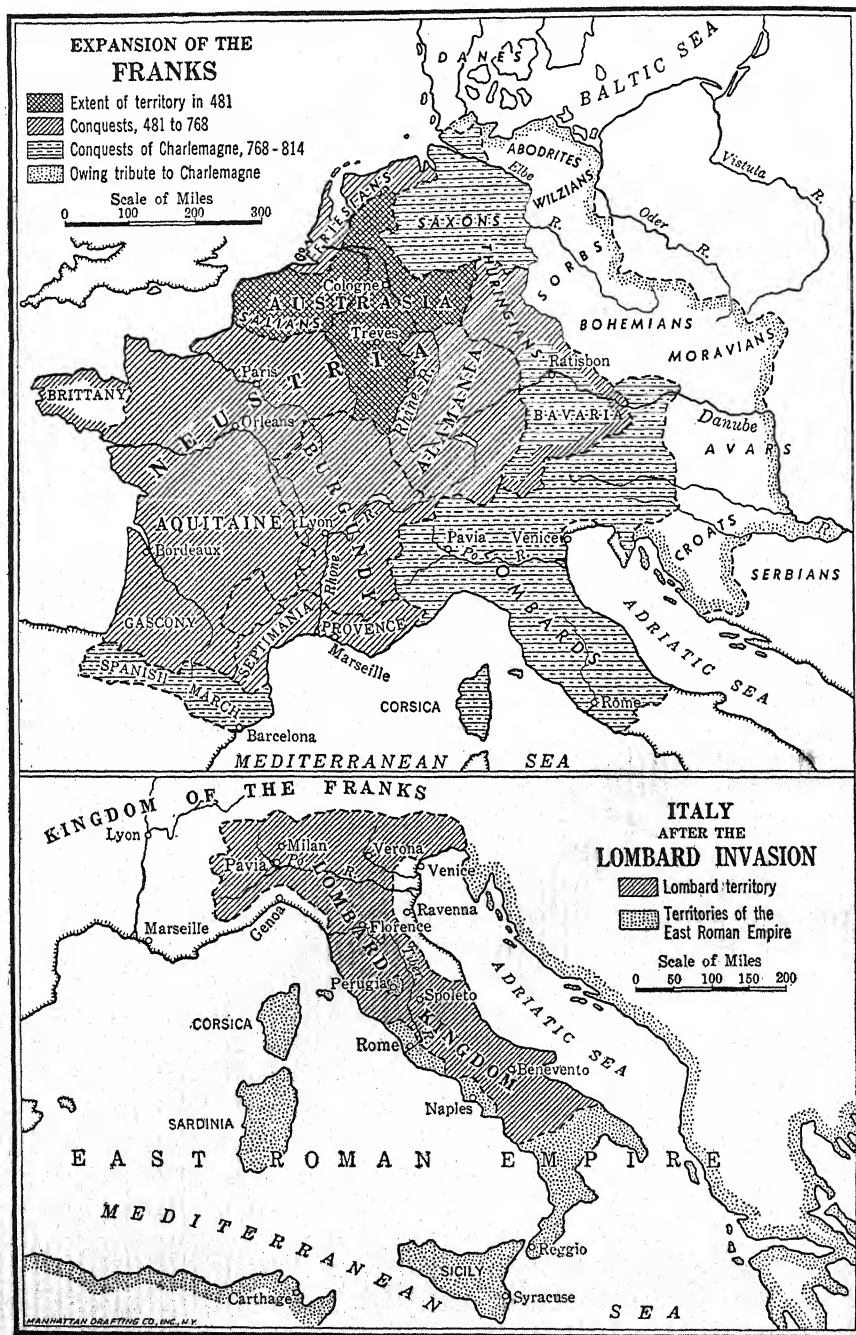 EXPANSION OF THE
FRANKS
Extent of territory in 481
Conquests, 481 to 768
Conquests of Charlemagne, 768-814
Owing tribute to Charlemagne
Scale of Miles
0 100 200 300
DANES
BALTIC SEA
ABODRITES
WILZIANS
Elbe
R.
Vistula
R.
Oder
R.
FRIESIANS
SAXONS
SORBS
THURINGIANS
Cologne
AUSTRASIA
SALIANS
Treves
BOHEMIANS
MORAVIANS
Paris
Ratisbon
BRITTANY
Rhine R.
NEUSTRIA
Orleans
ALAMANIA
BAVARIA
Danube
R.
AVARS
BURGUNDY
AQUITAINE
Lyon
Bordeaux
Rhone
R.
Pavia
Venice
Po
R.
CROATS
SERBIANS
LOMBARDS
GASCONY
SEPTIMANIA
PROVENCE
Marseille
ADRIATIC SEA
SPANISH
MARCH
CORSICA
Rome
Barcelona
MEDITERRANEAN SEA
KINGDOM OF THE FRANKS
ITALY
AFTER THE
LOMBARD INVASION
Lombard territory
Territories of the
East Roman Empire
Scale of Miles
0 50 100 150 200
Lyon
Milan
Verona
Pavia
Po
R.
Venice
LOMBARD
KINGDOM
Genoa
Ravenna
Marseille
Florence
Tiber
R.
Perugia
Spoleto
ADRIATIC SEA
CORSICA
Rome
Benevento
Naples
SARDINIA
EAST ROMAN EMPIRE
MEDITERRANEAN SEA
Reggio
SICILY
Carthage
Syracuse
MANHATTAN DRAFTING CO., INC., N.Y.